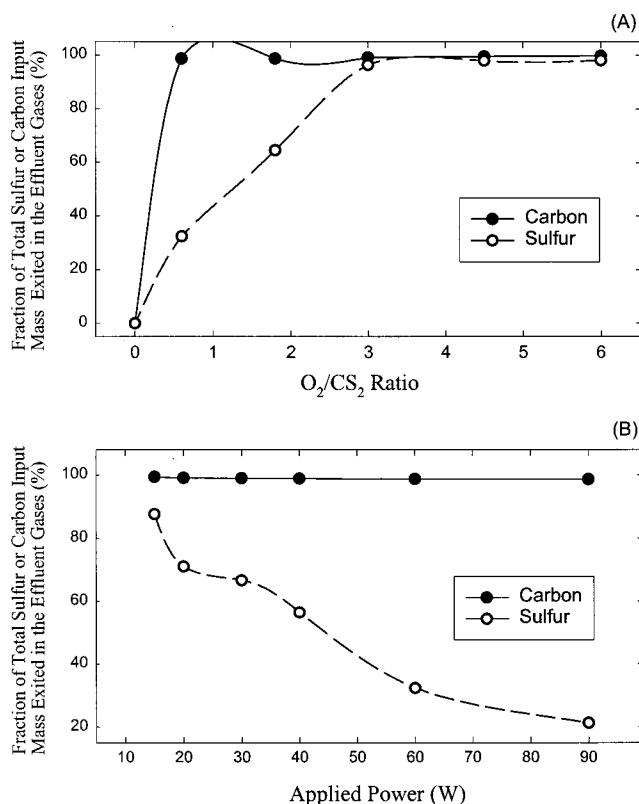 (A)
Fraction of Total Sulfur or Carbon Input
Mass Exited in the Effluent Gases (%)
100
80
60
40
20
0
Carbon
Sulfur
0 1 2 3 4 5 6
O₂/CS₂ Ratio
(B)
Fraction of Total Sulfur or Carbon Input
Mass Exited in the Effluent Gases (%)
100
80
60
40
20
Carbon
Sulfur
10 20 30 40 50 60 70 80 90
Applied Power (W)